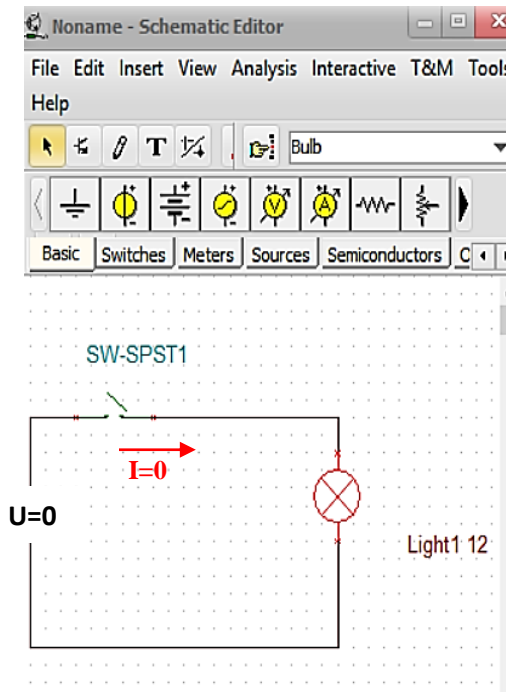 Noname - Schematic Editor
File Edit Insert View Analysis Interactive T&M Tools
Help
T Bulb
V A
Basic Switches Meters Sources Semiconductors
SW-SPST1
I=0
U=0
Light1 12